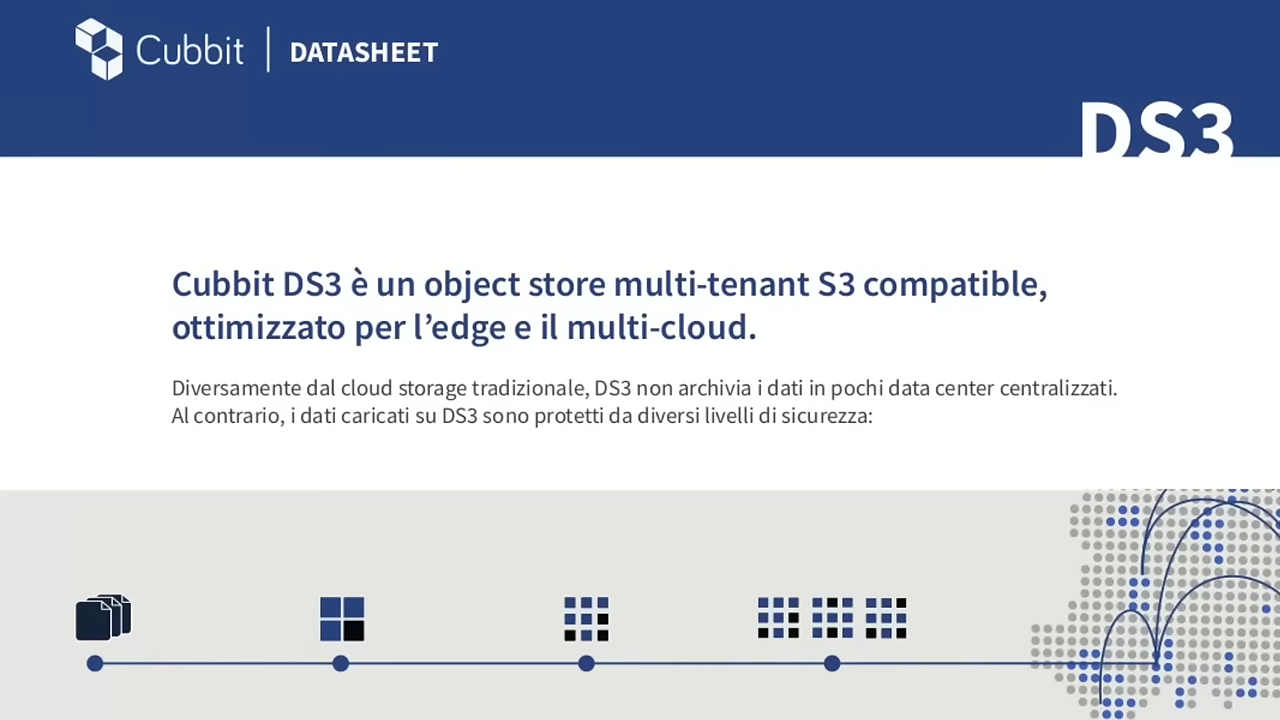 Cubbit | DATASHEET
DS3
Cubbit DS3 è un object store multi-tenant S3 compatible,
ottimizzato per l’edge e il multi-cloud.
Diversamente dal cloud storage tradizionale, DS3 non archivia i dati in pochi data center centralizzati.
Al contrario, i dati caricati su DS3 sono protetti da diversi livelli di sicurezza: